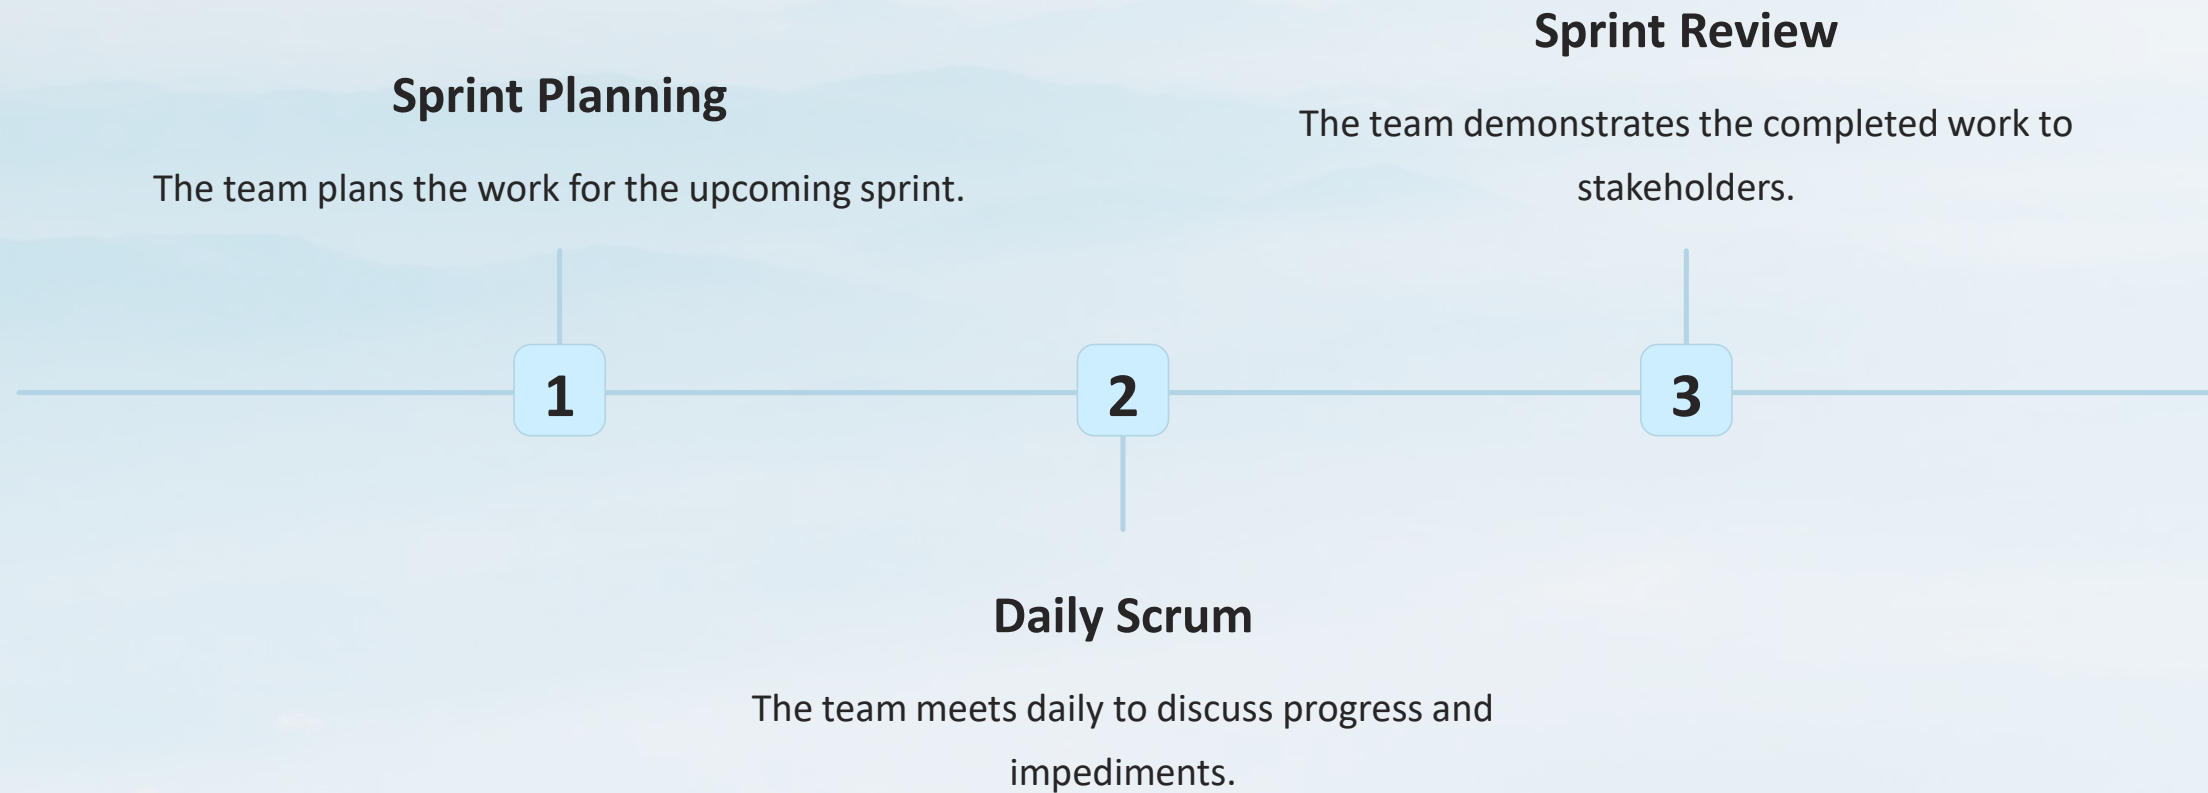 Sprint Planning
The team plans the work for the upcoming sprint.
1
2
Daily Scrum
The team meets daily to discuss progress and
impediments.
Sprint Review
The team demonstrates the completed work to
stakeholders.
3